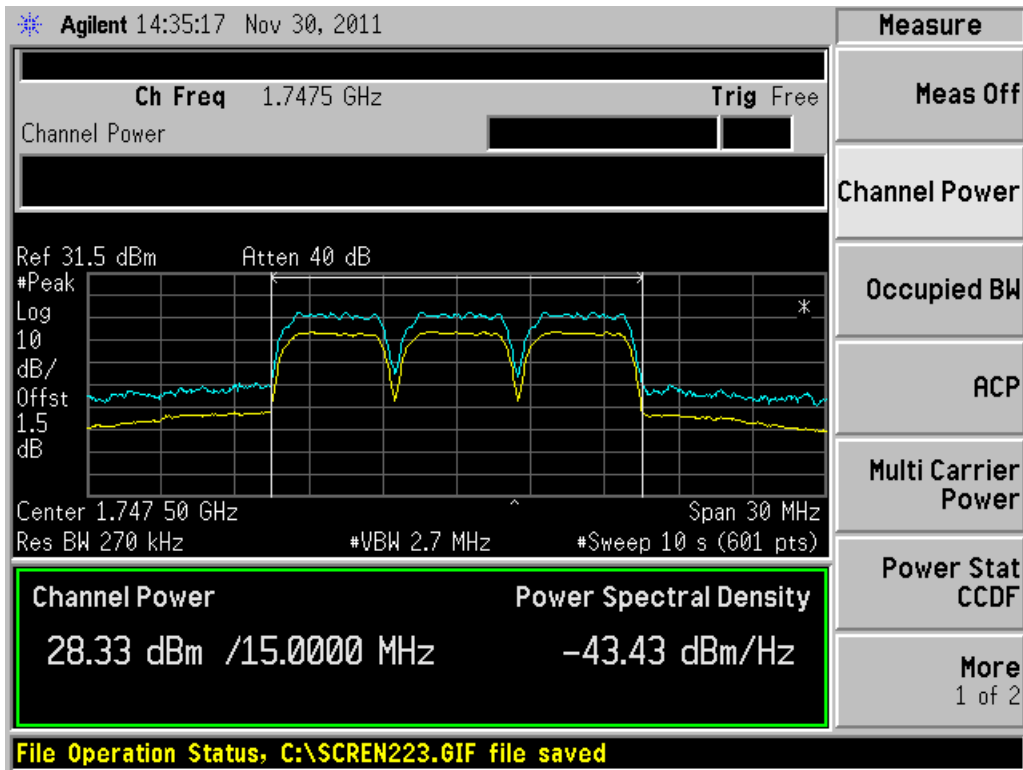 Agilent 14:35:17 Nov 30, 2011
Measure
Ch Freq 1.7475 GHz
Trig Free
Channel Power
Meas Off
Channel Power
Occupied BW
ACP
Multi Carrier
Power
Power Stat
CCDF
More
1 of 2
Ref 31.5 dBm
Atten 40 dB
#Peak
Log
10
dB/
Offst
1.5
dB
Center 1.747 50 GHz
Span 30 MHz
Res BW 270 kHz
#VBW 2.7 MHz
#Sweep 10 s (601 pts)
Channel Power
Power Spectral Density
28.33 dBm /15.0000 MHz
-43.43 dBm/Hz
File Operation Status, C:\SCREN223.GIF file saved